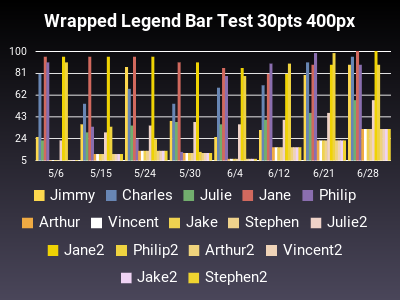 Wrapped Legend Bar Test 30pts 400px
100
81
62
43
24
5
5/6 5/15 5/24 5/30 6/4 6/12 6/21 6/28
Jimmy Charles Julie Jane Philip
Arthur Vincent Jake Stephen Julie2
Jane2 Philip2 Arthur2 Vincent2
Jake2 Stephen2